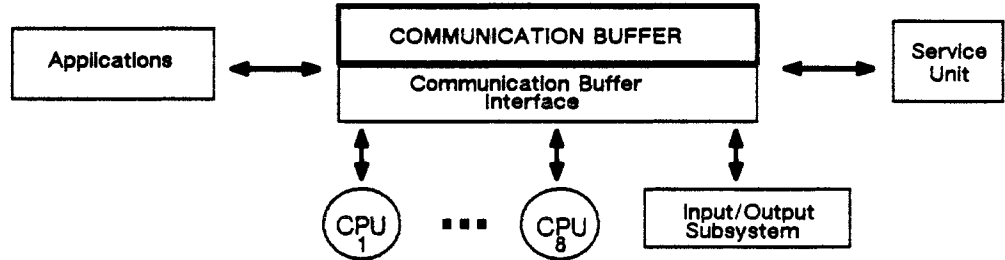 COMMUNICATION BUFFER
Applications
Communication Buffer
Interface
Service
Unit
CPU
1
CPU
8
Input/Output
Subsystem